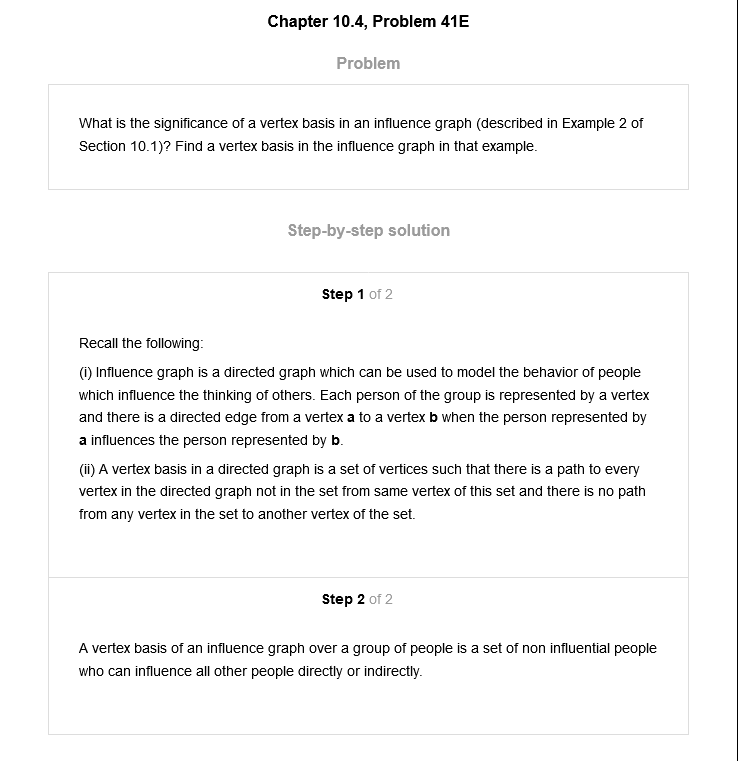 Chapter 10.4, Problem 41E
Problem
What is the significance of a vertex basis in an influence graph (described in Example 2 of
Section 10.1)? Find a vertex basis in the influence graph in that example.
Step-by-step solution
Step 1 of 2
Recall the following:
(i) Influence graph is a directed graph which can be used to model the behavior of people
which influence the thinking of others. Each person of the group is represented by a vertex
and there is a directed edge from a vertex a to a vertex b when the person represented by
a influences the person represented by b.
(ii) A vertex basis in a directed graph is a set of vertices such that there is a path to every
vertex in the directed graph not in the set from same vertex of this set and there is no path
from any vertex in the set to another vertex of the set.
Step 2 of 2
A vertex basis of an influence graph over a group of people is a set of non influential people
who can influence all other people directly or indirectly.